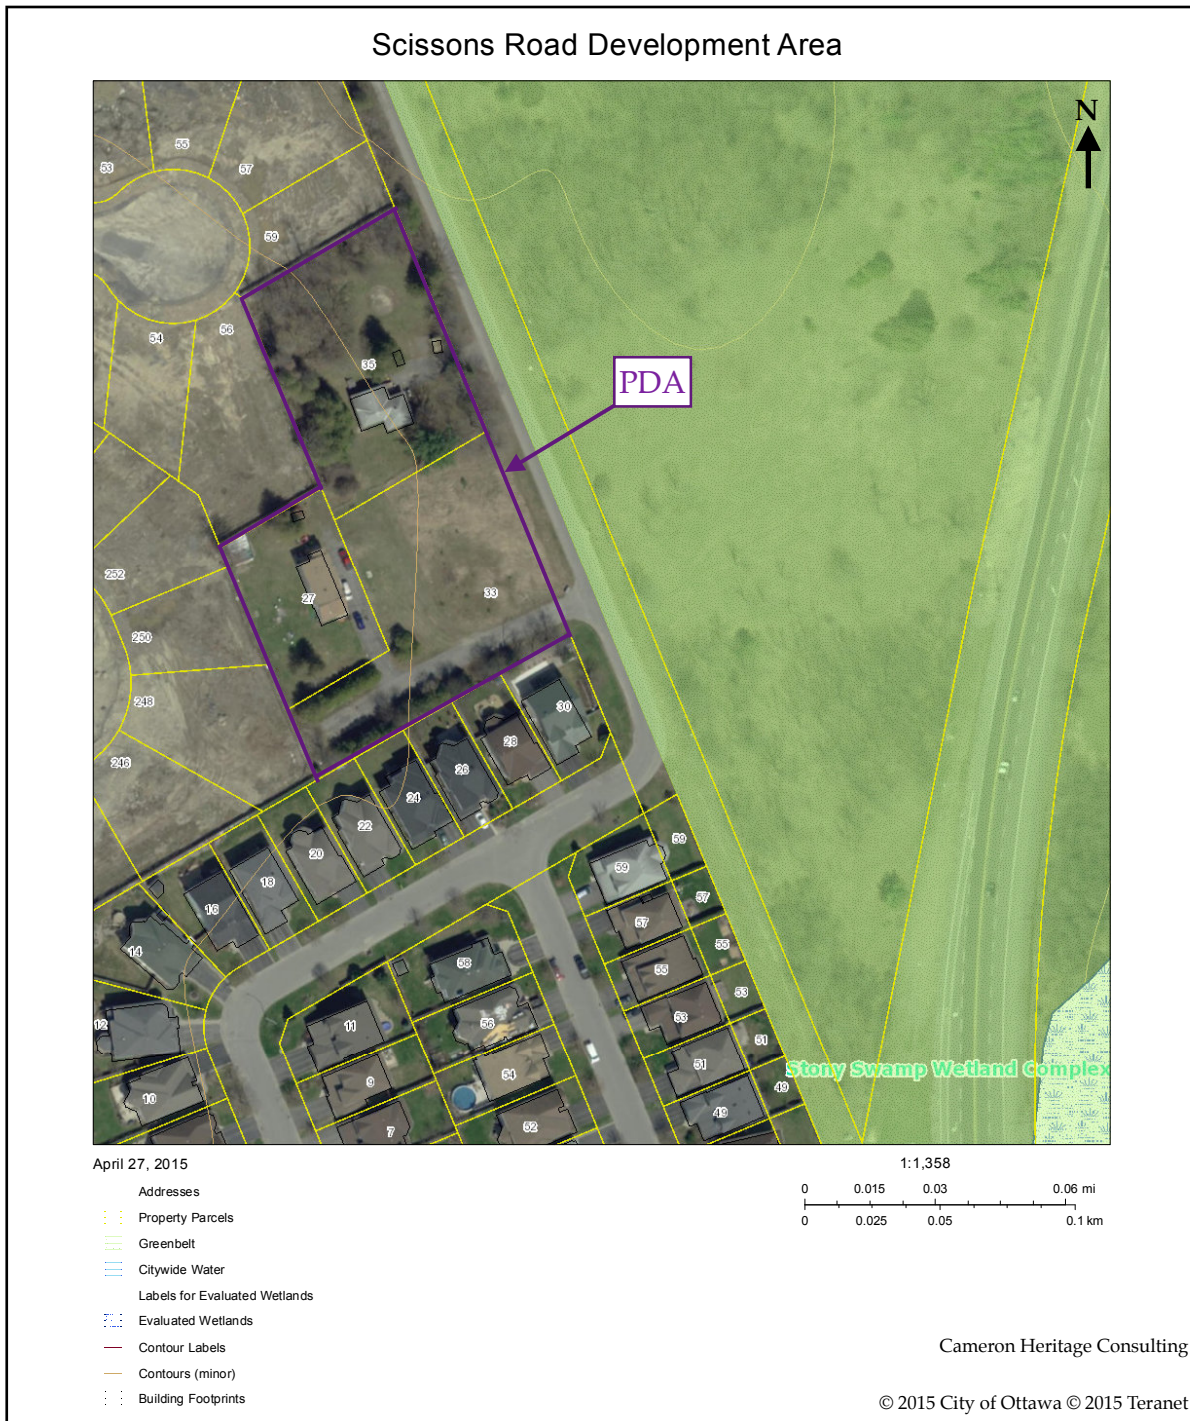 Scissons Road Development Area
N
55
53
57
59
54
56
35
PDA
252
27
33
250
248
246
30
28
26
24
22
20
18
16
14
12
10
59
59
57
57
55
55
53
53
51
51
49
49
58
56
54
52
11
9
7
Stony Swamp Wetland Complex
April 27, 2015
1:1,358
0 0.015 0.03 0.06 mi
0 0.025 0.05 0.1 km
Addresses
Property Parcels
Greenbelt
Citywide Water
Labels for Evaluated Wetlands
Evaluated Wetlands
Contour Labels
Contours (minor)
Building Footprints
Cameron Heritage Consulting
© 2015 City of Ottawa © 2015 Teranet